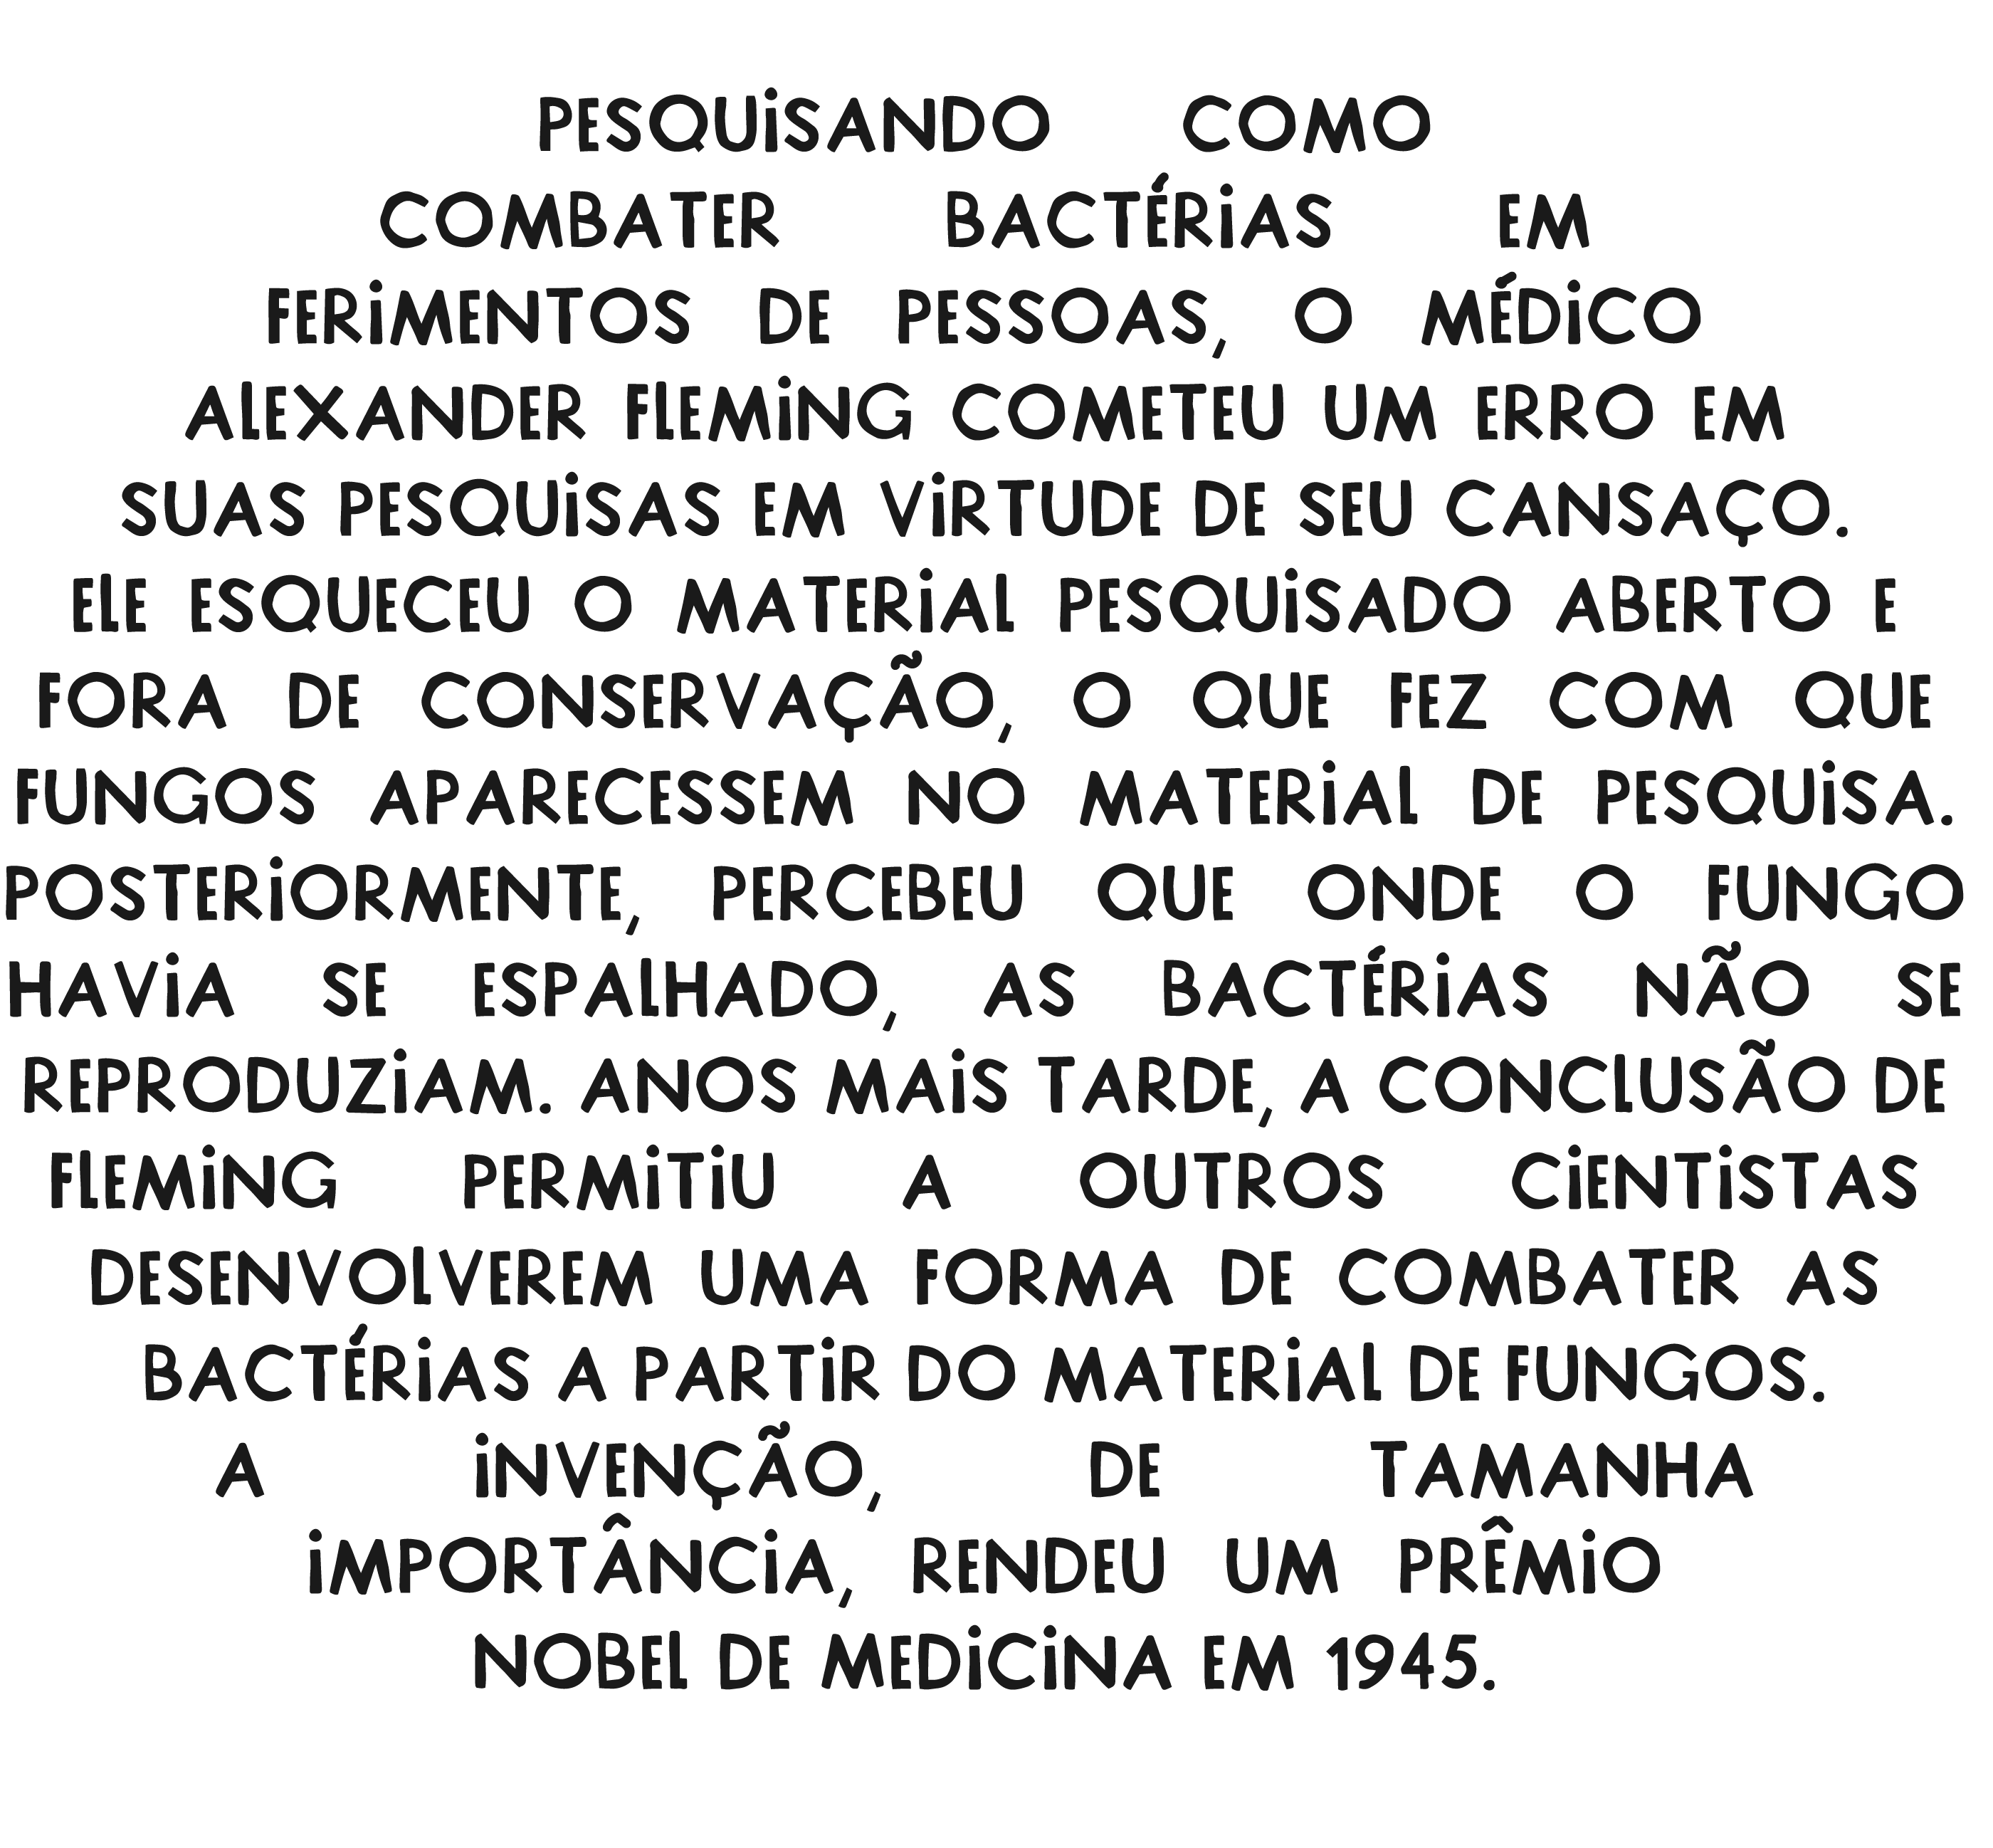 PESQUISANDO COMO
COMBATER BACTÉRIAS EM
FERIMENTOS DE PESSOAS, O MÉDICO
ALEXANDER FLEMING COMETEU UM ERRO EM
SUAS PESQUISAS EM VIRTUDE DE SEU CANSAÇO.
ELE ESQUECEU O MATERIAL PESQUISADO ABERTO E
FORA DE CONSERVAÇÃO, O QUE FEZ COM QUE
FUNGOS APARECESSEM NO MATERIAL DE PESQUISA.
POSTERIORMENTE, PERCEBEU QUE ONDE O FUNGO
HAVIA SE ESPALHADO, AS BACTÉRIAS NÃO SE
REPRODUZIAM. ANOS MAIS TARDE, A CONCLUSÃO DE
FLEMING PERMITIU A OUTROS CIENTISTAS
DESENVOLVEREM UMA FORMA DE COMBATER AS
BACTÉRIAS A PARTIR DO MATERIAL DE FUNGOS.
A INVENÇÃO, DE TAMANHA
IMPORTÂNCIA, RENDEU UM PRÊMIO
NOBEL DE MEDICINA EM 1945.